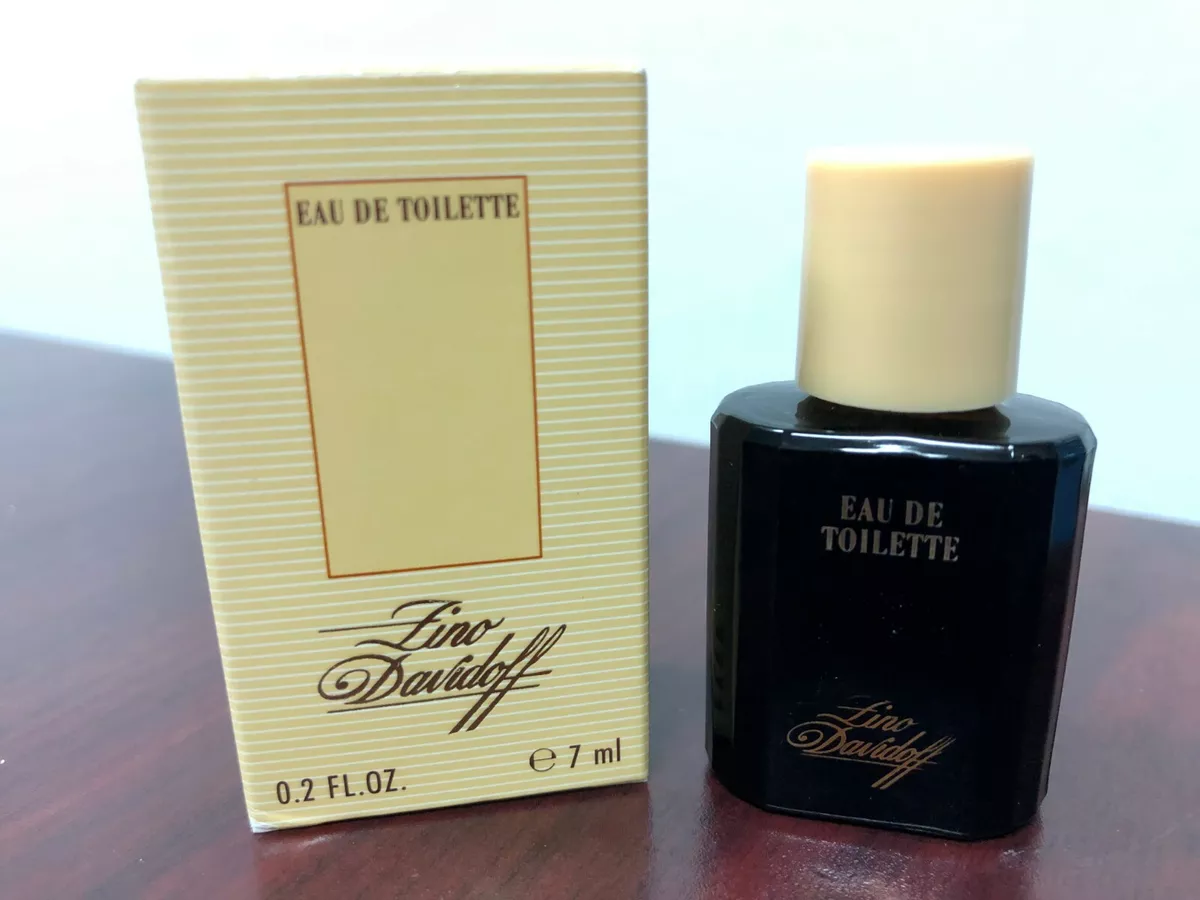 EAU DE TOILETTE
Zino
Davidoff
0.2 FL.OZ.
℮ 7 ml
EAU DE
TOILETTE
Zino
Davidoff